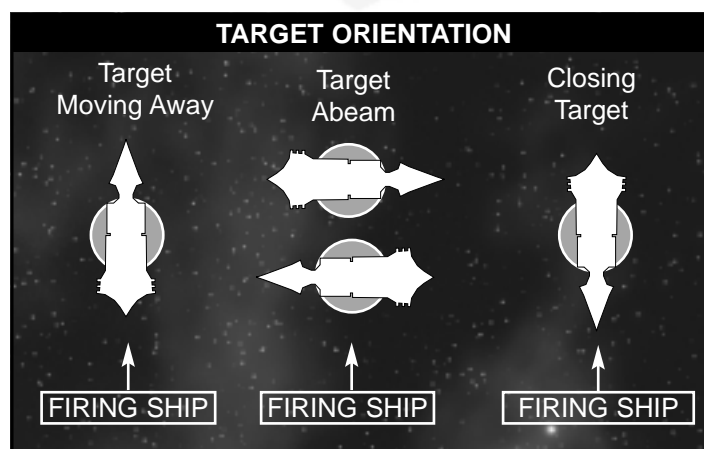 TARGET ORIENTATION
Target
Moving Away
Target
Abeam
Closing
Target
FIRING SHIP
FIRING SHIP
FIRING SHIP